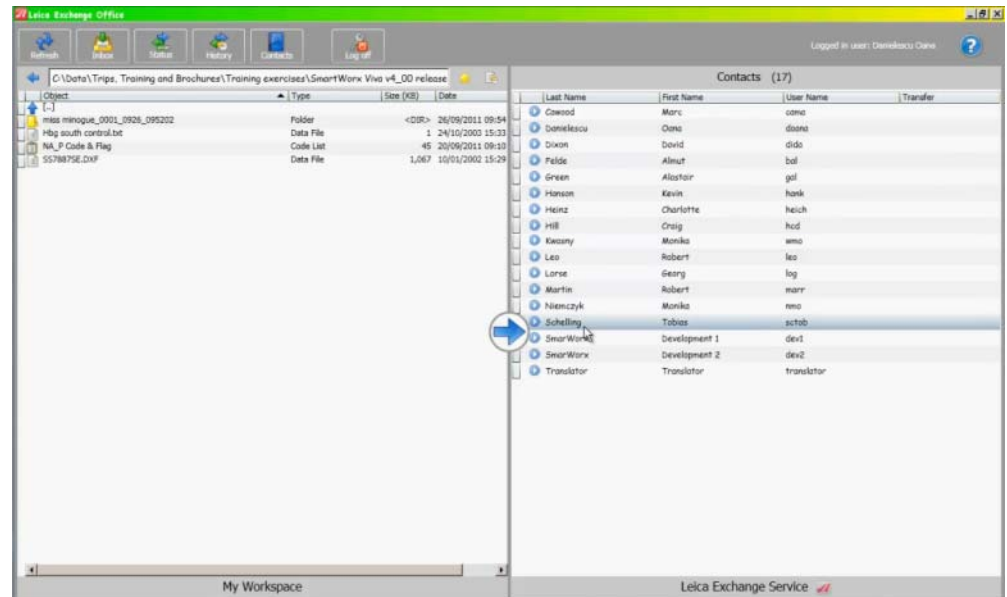 Leica Exchange Office
Refresh Inbox Status History Contacts Log off
Logged in user: Danielescu Oana
C:\Data\Trips, Training and Brochures\Training exercises\SmartWorx Viva v4_00 release
Object Type Size (KB) Date
[..]
miss minogue_0001_0926_095202 Folder <DIR> 26/09/2011 09:54
Hbg south control.txt Data File 1 24/10/2003 15:33
NA_P Code & Flag Code List 45 20/09/2011 09:10
SS7887SE.DXF Data File 1,067 10/01/2002 15:29
My Workspace
Contacts (17)
Last Name First Name User Name Transfer
Cawood Marc cama
Danielescu Oana daona
Dixon David dida
Felde Almut bal
Green Alastair gal
Hanson Kevin hank
Heinz Charlotte heich
Hill Craig hcd
Kwasny Monika wmo
Leo Robert leo
Lorse Georg log
Martin Robert marr
Niemczyk Monika nmo
Schelling Tobias sctob
SmarWorx Development 1 dev1
SmarWorx Development 2 dev2
Translator Translator translator
Leica Exchange Service